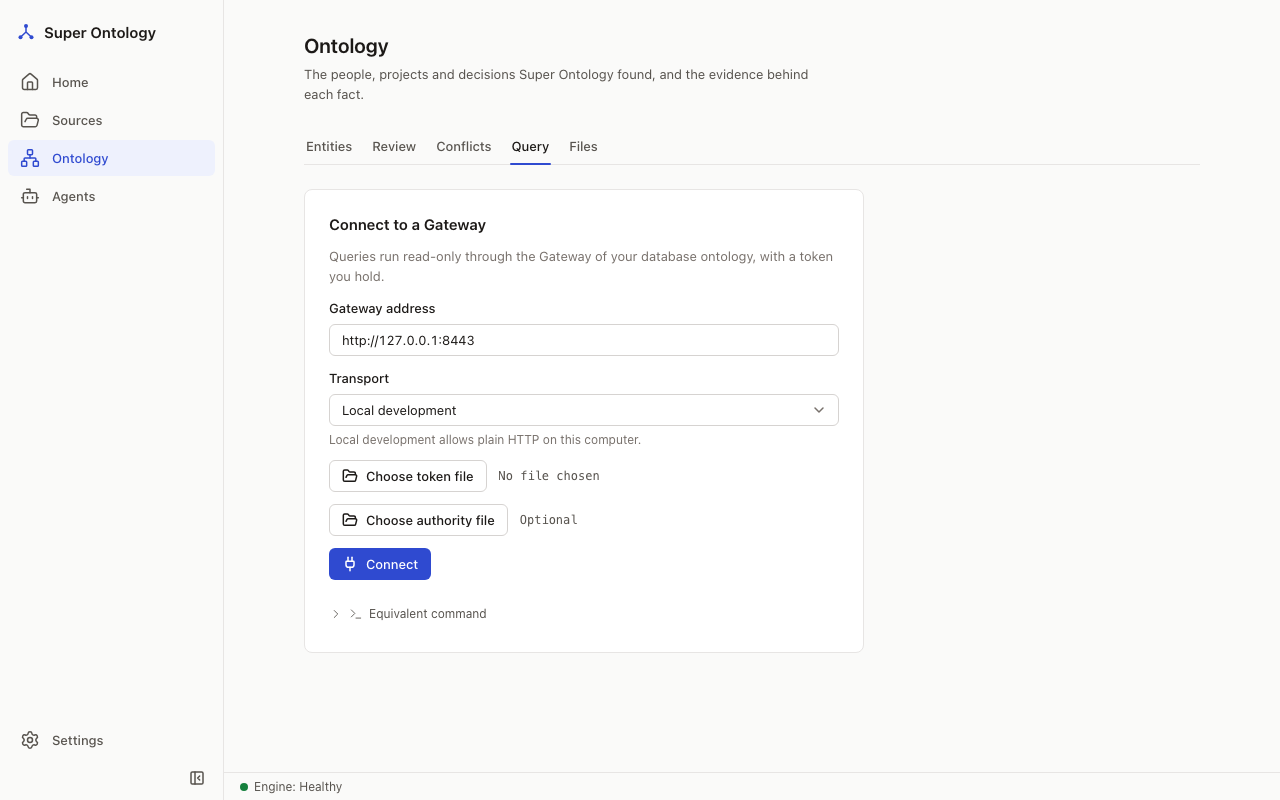 Super Ontology
Home
Sources
Ontology
Agents
Settings
Ontology
The people, projects and decisions Super Ontology found, and the evidence behind
each fact.
Entities
Review
Conflicts
Query
Files
Connect to a Gateway
Queries run read-only through the Gateway of your database ontology, with a token
you hold.
Gateway address
http://127.0.0.1:8443
Transport
Local development
Local development allows plain HTTP on this computer.
Choose token file
No file chosen
Choose authority file
Optional
Connect
Equivalent command
Engine: Healthy